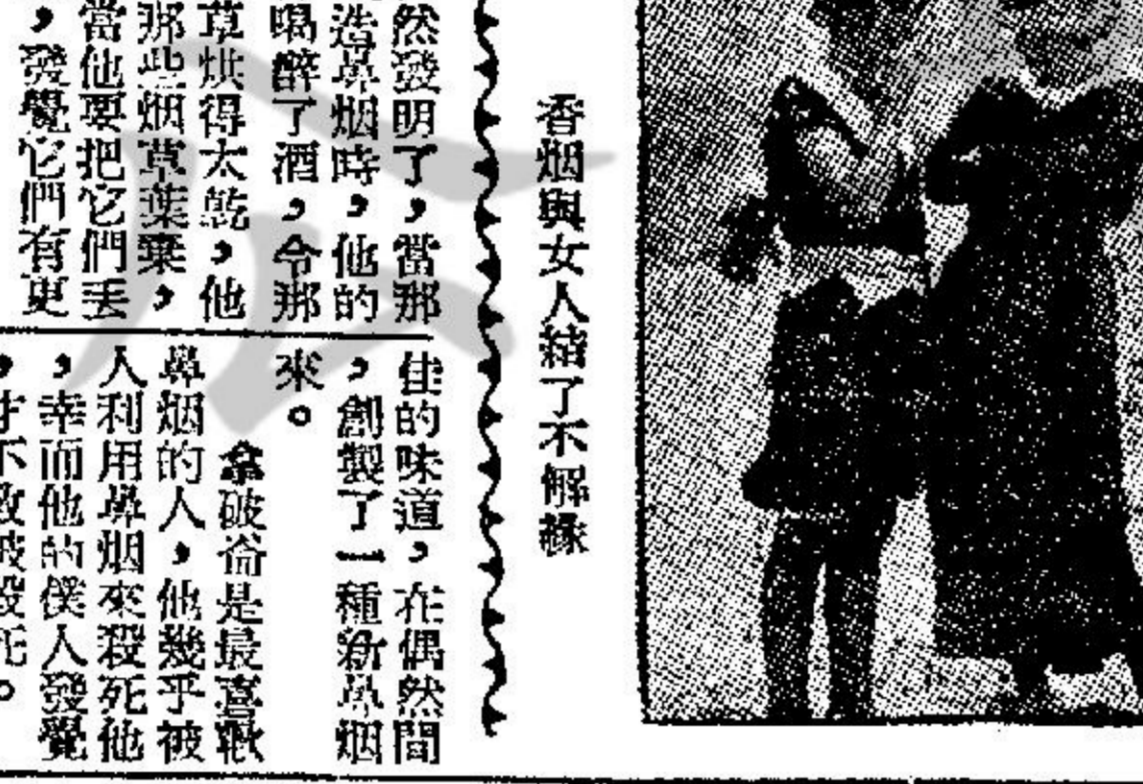 香烟與女人結了不解緣
然發明了，當那
造鼻烟時，他的
喝醉了酒，令那
草烘得太乾，他
那些烟草葉棄，
當他要把它們丟
，發覺它們有更
佳的味道，在偶然間
，創製了一種新鼻烟
來。
拿破崙是最喜歡
鼻烟的人，他幾乎被
人利用鼻烟來殺死他
，幸而他的僕人發覺
，才不致被殺死。